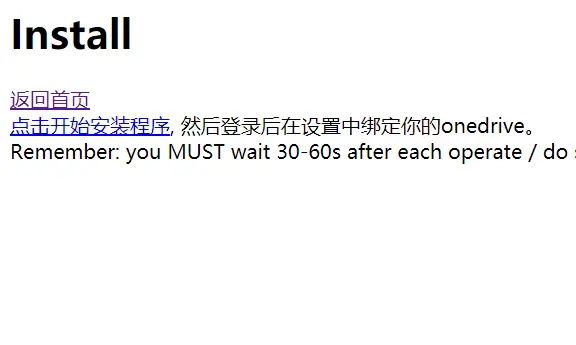 Install
返回首页
点击开始安装程序, 然后登录后在设置中绑定你的onedrive。
Remember: you MUST wait 30-60s after each operate / do